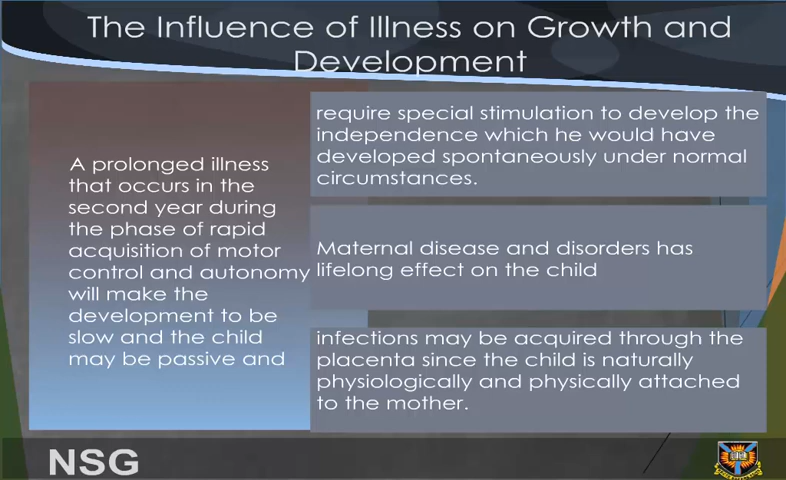 The Influence of Illness on Growth and
Development
A prolonged illness
that occurs in the
second year during
the phase of rapid
acquisition of motor
control and autonomy
will make the
development to be
slow and the child
may be passive and
require special stimulation to develop the
independence which he would have
developed spontaneously under normal
circumstances.
Maternal disease and disorders has
lifelong effect on the child
infections may be acquired through the
placenta since the child is naturally
physiologically and physically attached
to the mother.
NSG